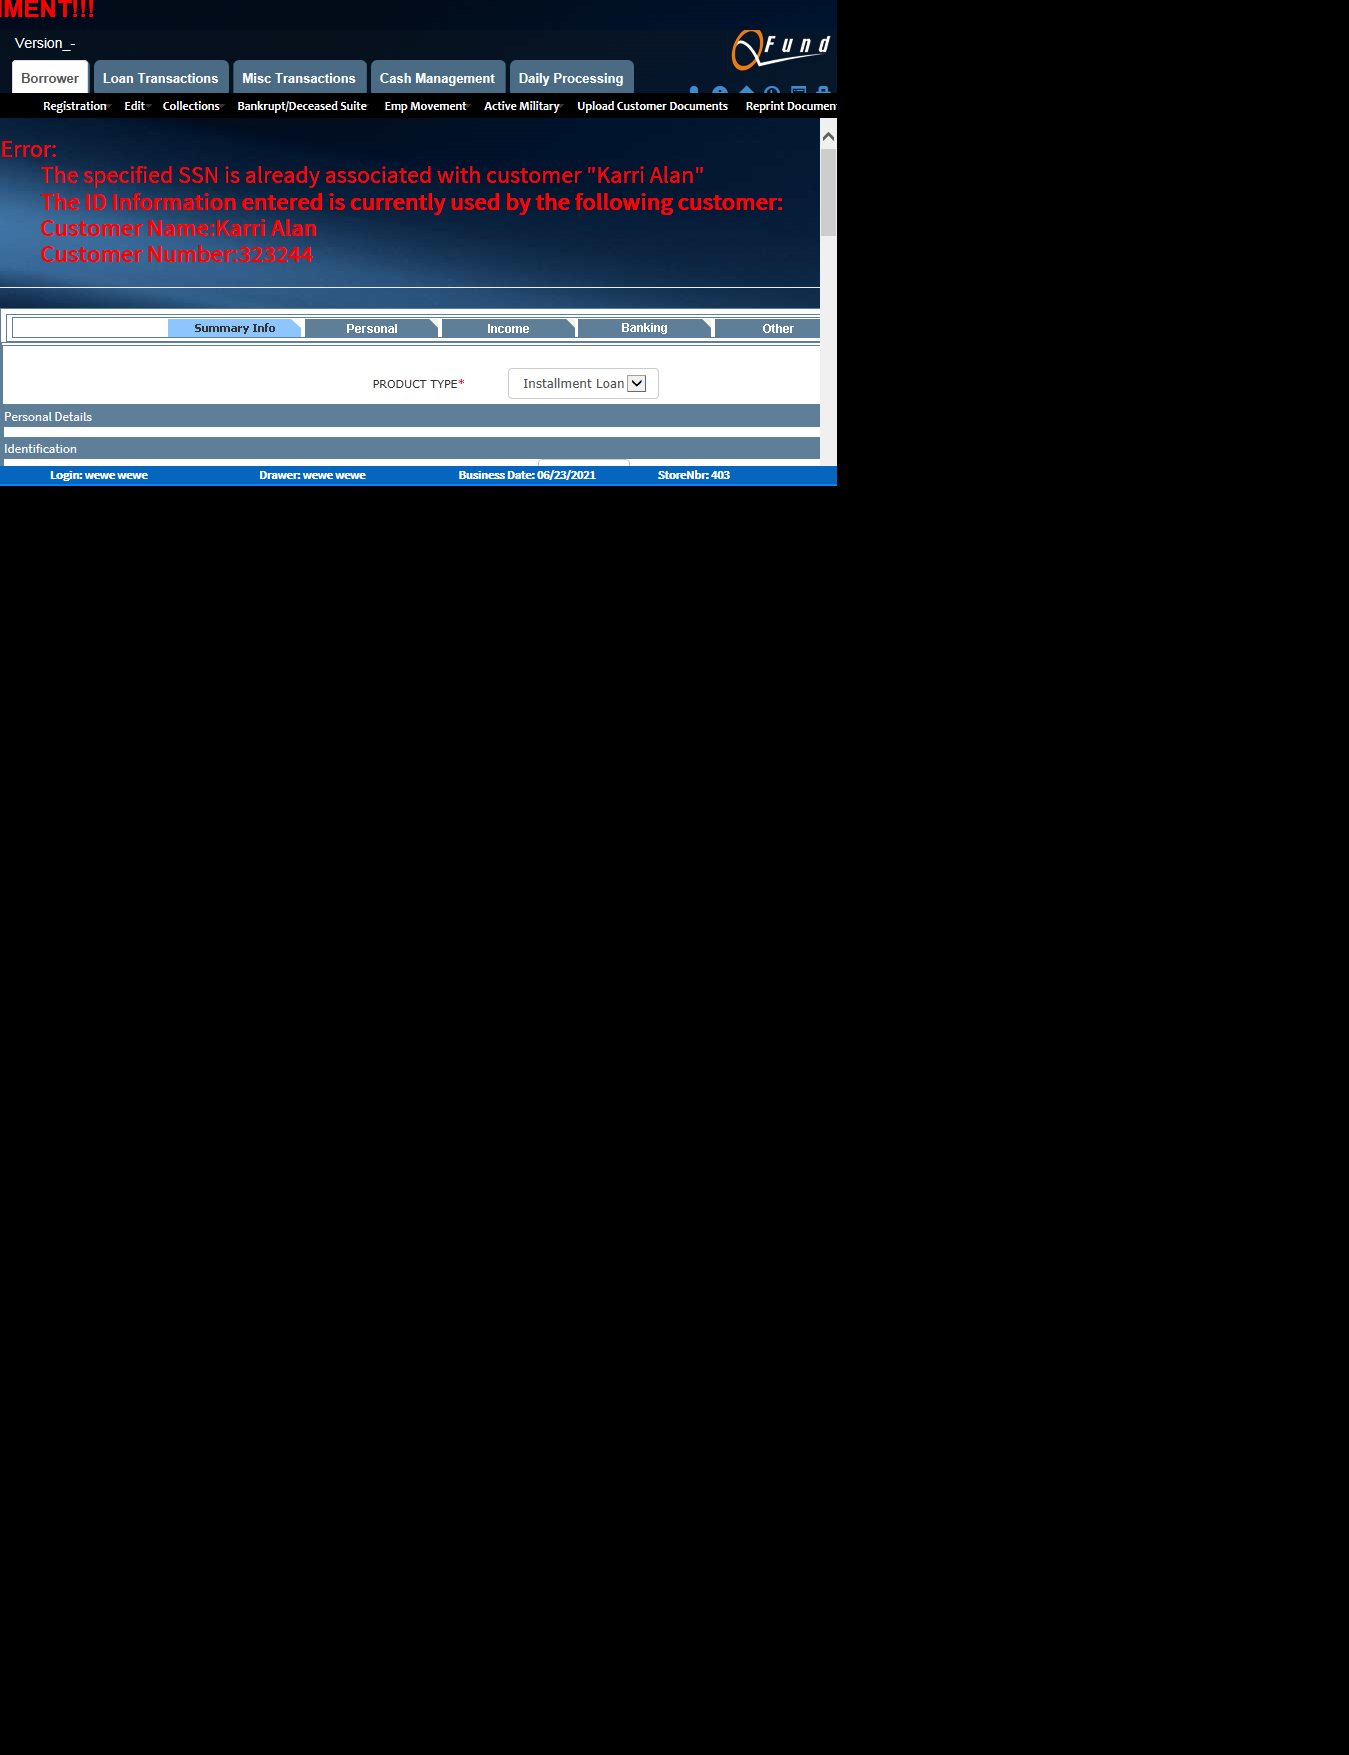 MENT!!!
Version_-
QFund
Borrower Loan Transactions Misc Transactions Cash Management Daily Processing
Registration Edit Collections Bankrupt/Deceased Suite Emp Movement Active Military Upload Customer Documents Reprint Documen
Error:
The specified SSN is already associated with customer "Karri Alan"
The ID Information entered is currently used by the following customer:
Customer Name:Karri Alan
Customer Number:323244
Summary Info Personal Income Banking Other
PRODUCT TYPE* Installment Loan
Personal Details
Identification
Login: wewe wewe Drawer: wewe wewe Business Date: 06/23/2021 StoreNbr: 403